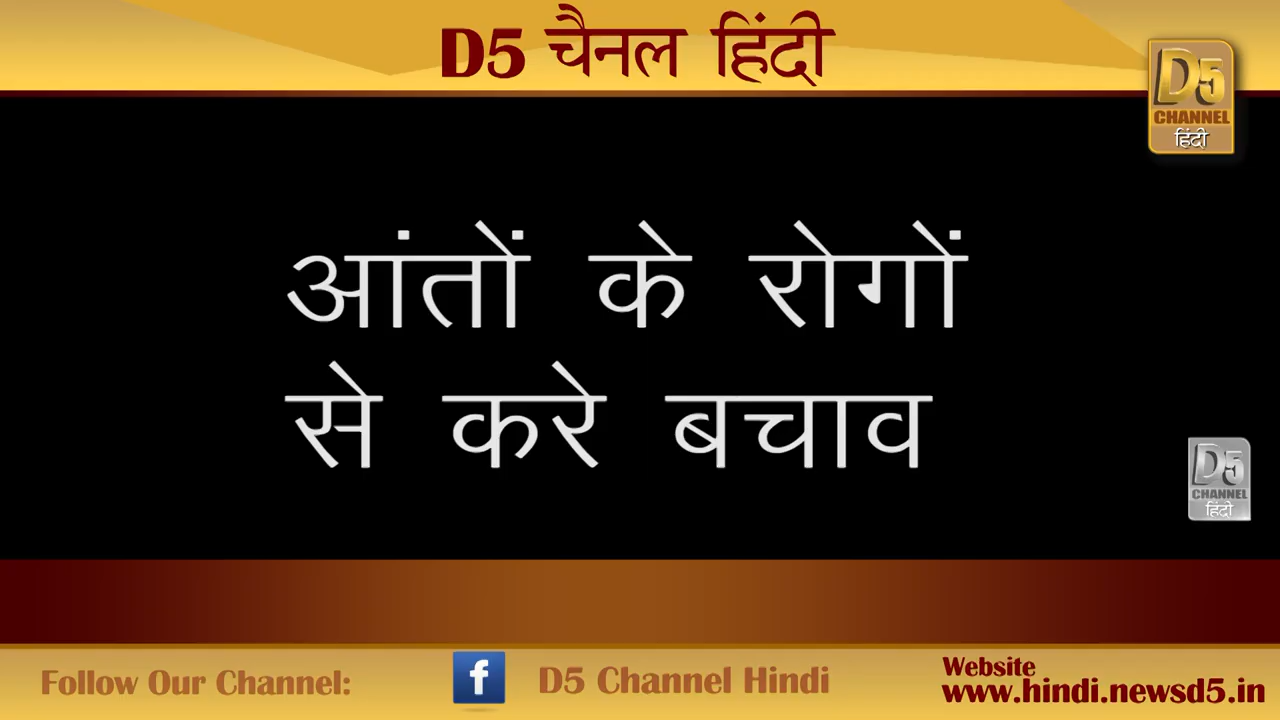 D5 चैनल हिंदी
D5
CHANNEL
हिंदी
आंतों के रोगों
से करे बचाव
D5
CHANNEL
हिंदी
Follow Our Channel:
f
D5 Channel Hindi
Website
www.hindi.newsd5.in